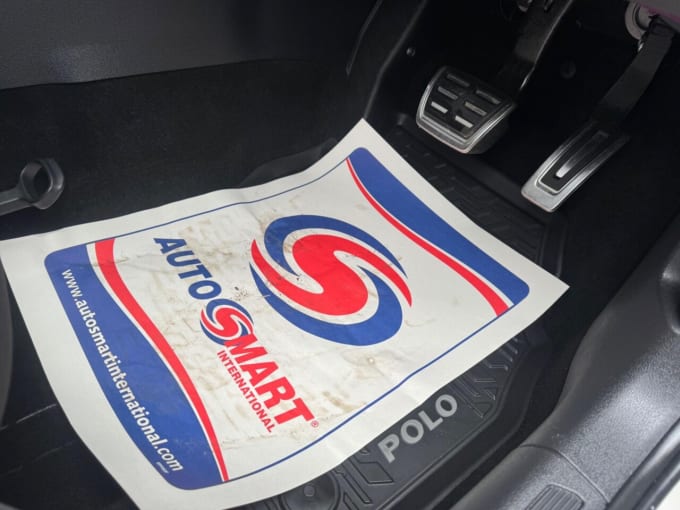 AUTO SMART
INTERNATIONAL®
www.autosmartinternational.com
POLO